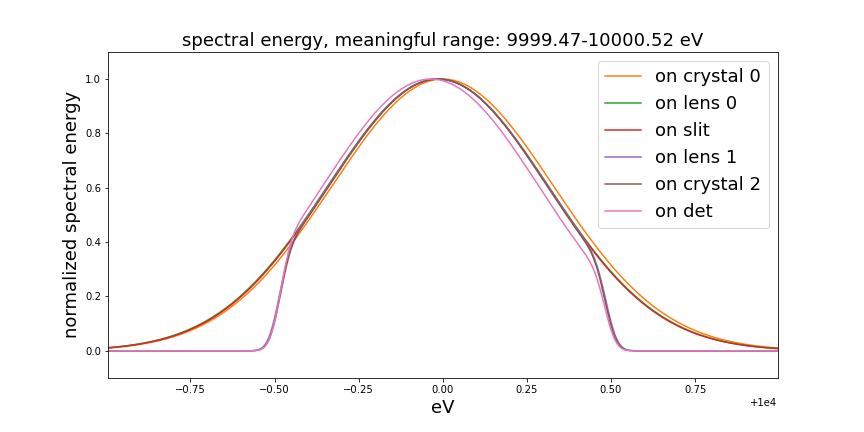 spectral energy, meaningful range: 9999.47-10000.52 eV
normalized spectral energy
1.0
0.8
0.6
0.4
0.2
0.0
on crystal 0
on lens 0
on slit
on lens 1
on crystal 2
on det
−0.75
−0.50
−0.25
0.00
0.25
0.50
0.75
eV
+1e4